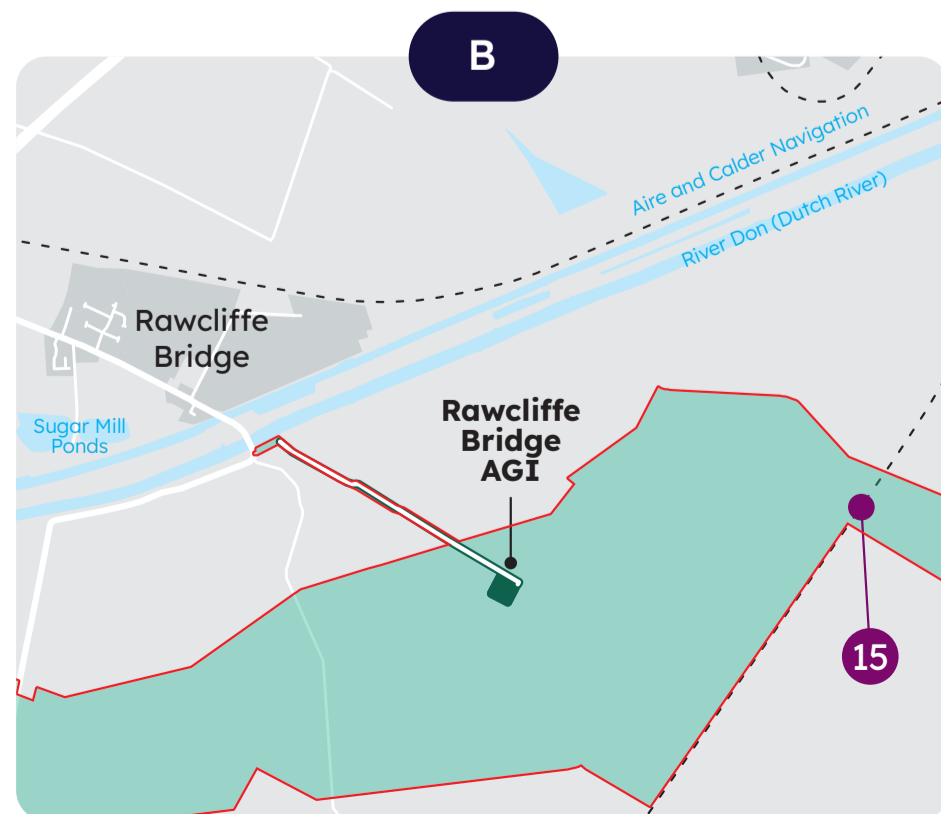 B
Aire and Calder Navigation
River Don (Dutch River)
Rawcliffe
Bridge
Sugar Mill
Ponds
Rawcliffe
Bridge
AGI
15